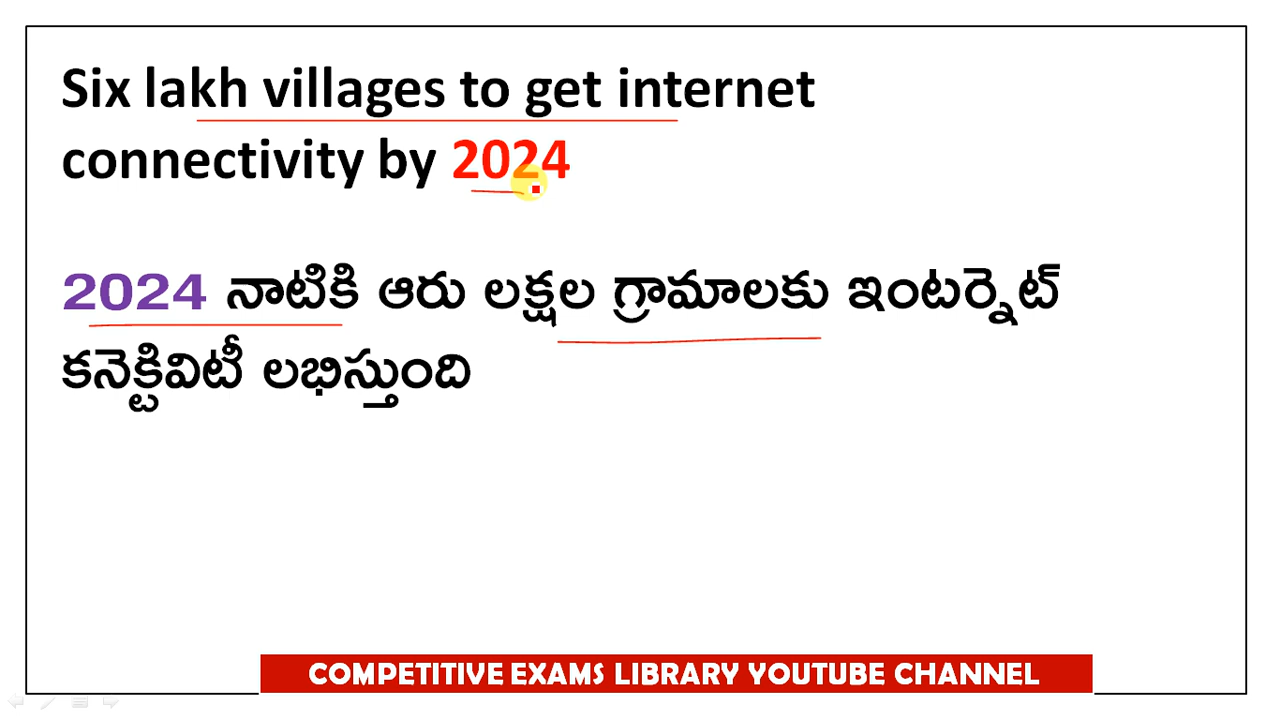 Six lakh villages to get internet
connectivity by 2024
2024 నాటికి ఆరు లక్షల గ్రామాలకు ఇంటర్నెట్
కనెక్టివిటీ లభిస్తుంది
COMPETITIVE EXAMS LIBRARY YOUTUBE CHANNEL